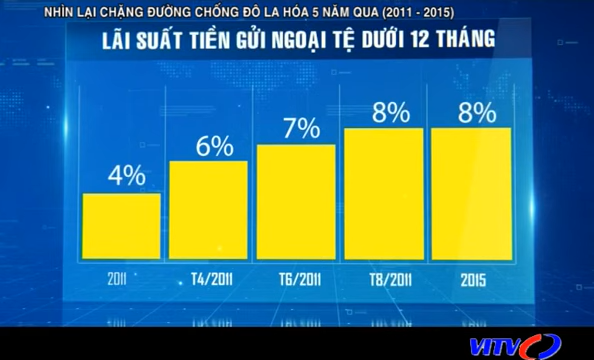 NHÌN LẠI CHẶNG ĐƯỜNG CHỐNG ĐÔ LA HÓA 5 NĂM QUA (2011 - 2015)
LÃI SUẤT TIỀN GỬI NGOẠI TỆ DƯỚI 12 THÁNG
4% 6% 7% 8% 8%
2011 T4/2011 T6/2011 T8/2011 2015
VITV